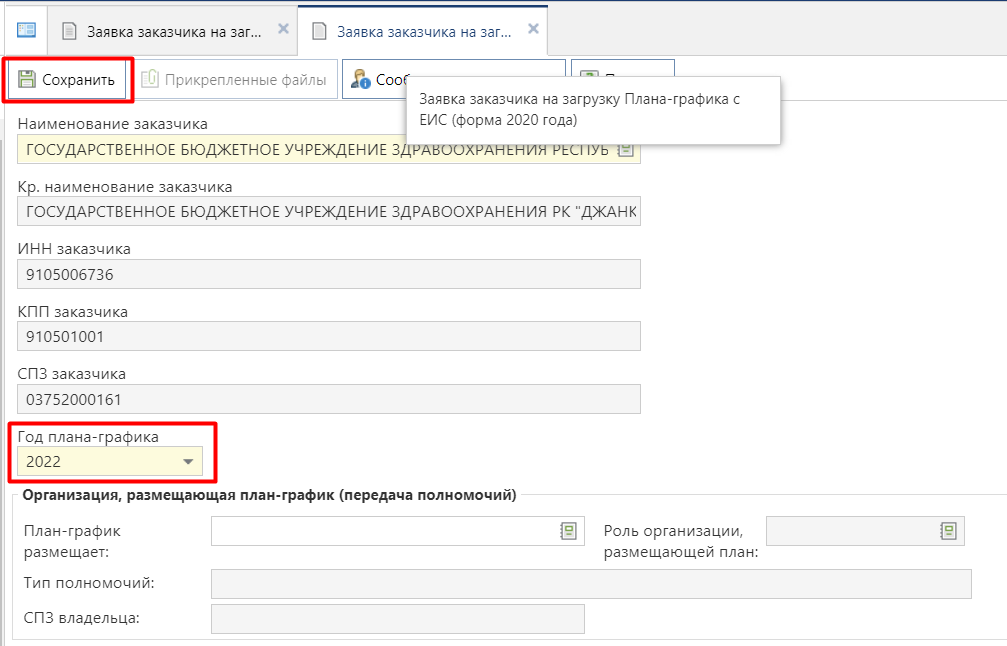 Заявка заказчика на заг...
Заявка заказчика на заг...
Сохранить
Прикрепленные файлы
Заявка заказчика на загрузку Плана-графика с
ЕИС (форма 2020 года)
Наименование заказчика
ГОСУДАРСТВЕННОЕ БЮДЖЕТНОЕ УЧРЕЖДЕНИЕ ЗДРАВООХРАНЕНИЯ РЕСПУБ
Кр. наименование заказчика
ГОСУДАРСТВЕННОЕ БЮДЖЕТНОЕ УЧРЕЖДЕНИЕ ЗДРАВООХРАНЕНИЯ РК "ДЖАНК
ИНН заказчика
9105006736
КПП заказчика
910501001
СПЗ заказчика
03752000161
Год плана-графика
2022
Организация, размещающая план-график (передача полномочий)
План-график
размещает:
Роль организации,
размещающей план:
Тип полномочий:
СПЗ владельца: